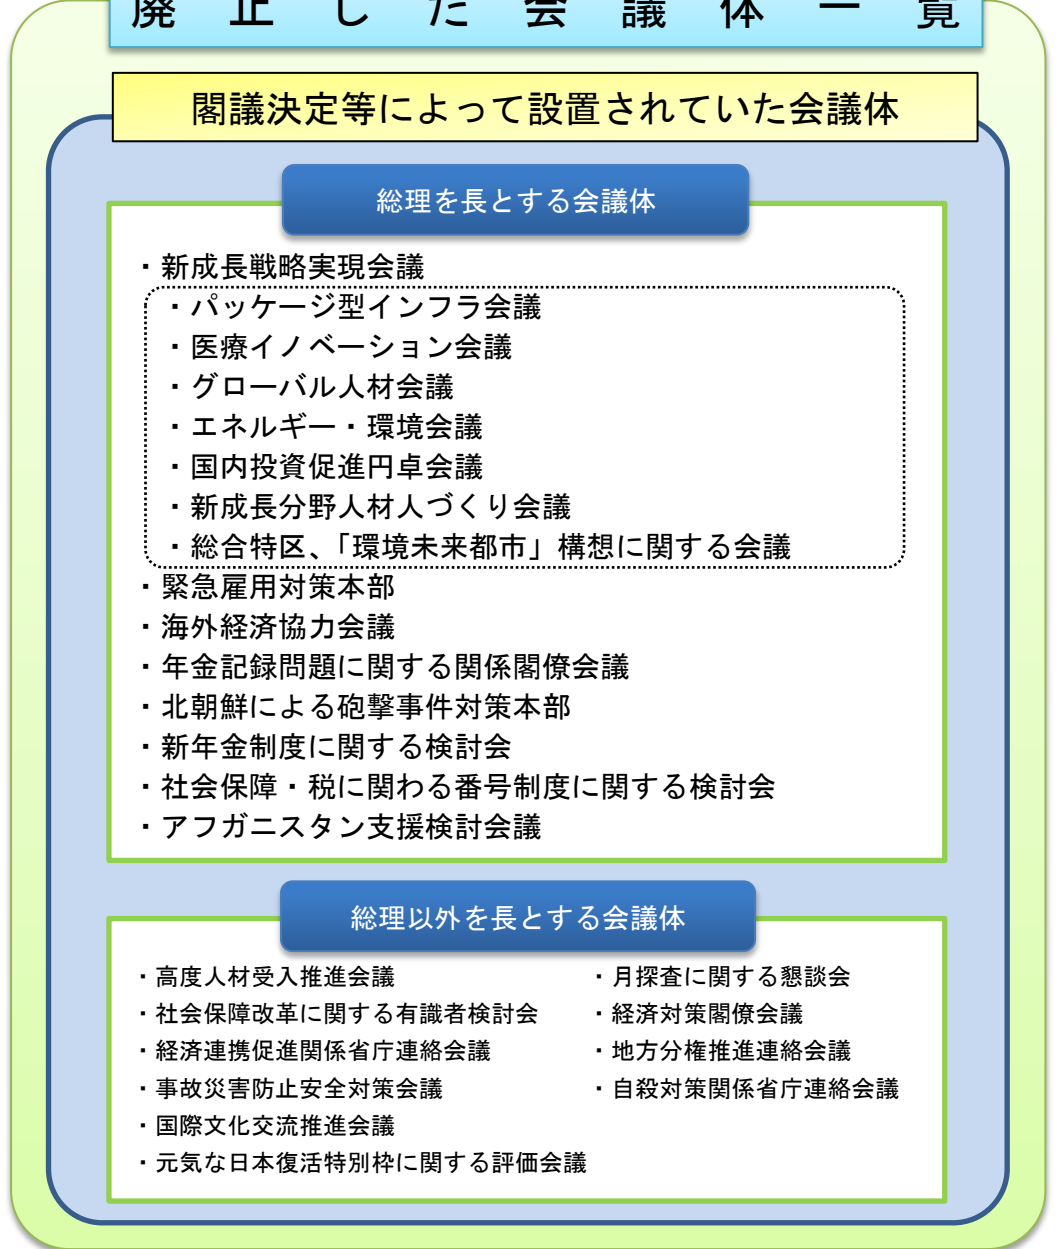 廃止した会議体一覧
閣議決定等によって設置されていた会議体
総理を長とする会議体
・新成長戦略実現会議
・パッケージ型インフラ会議
・医療イノベーション会議
・グローバル人材会議
・エネルギー・環境会議
・国内投資促進円卓会議
・新成長分野人材人づくり会議
・総合特区、「環境未来都市」構想に関する会議
・緊急雇用対策本部
・海外経済協力会議
・年金記録問題に関する関係閣僚会議
・北朝鮮による砲撃事件対策本部
・新年金制度に関する検討会
・社会保障・税に関わる番号制度に関する検討会
・アフガニスタン支援検討会議
総理以外を長とする会議体
・高度人材受入推進会議
・社会保障改革に関する有識者検討会
・経済連携促進関係省庁連絡会議
・事故災害防止安全対策会議
・国際文化交流推進会議
・元気な日本復活特別枠に関する評価会議
・月探査に関する懇談会
・経済対策閣僚会議
・地方分権推進連絡会議
・自殺対策関係省庁連絡会議